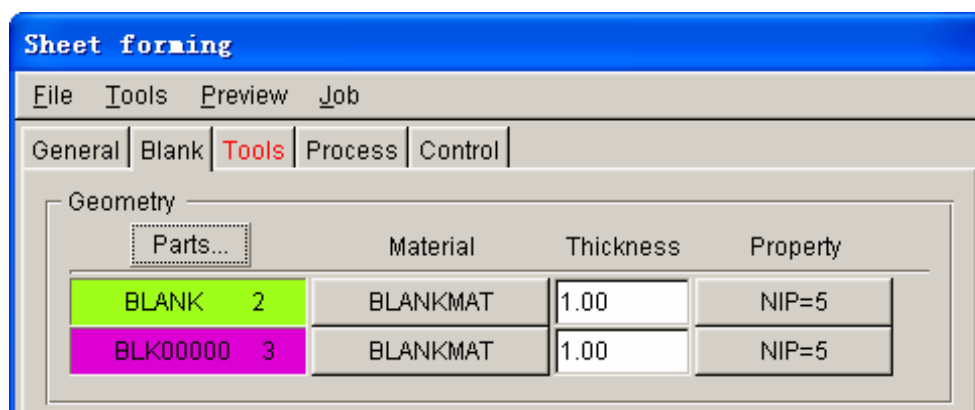 Sheet forming
File Tools Preview Job
General Blank Tools Process Control
Geometry
Parts... Material Thickness Property
BLANK 2 BLANKMAT 1.00 NIP=5
BLK00000 3 BLANKMAT 1.00 NIP=5